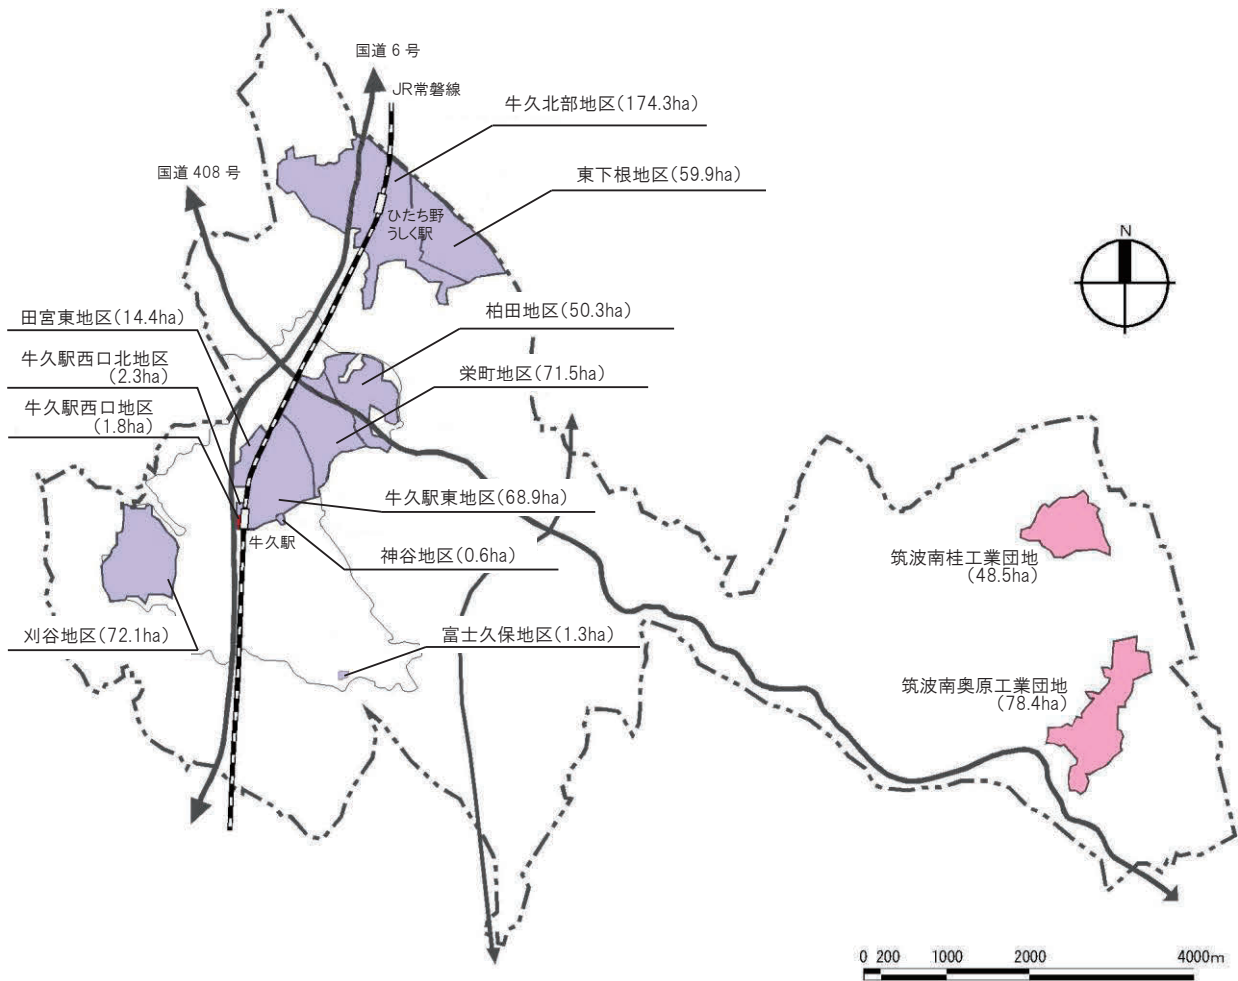 国道 6 号
JR常磐線
牛久北部地区(174.3ha)
国道 408 号
東下根地区(59.9ha)
ひたち野
うしく駅
N
田宮東地区(14.4ha)
柏田地区(50.3ha)
牛久駅西口北地区
(2.3ha)
栄町地区(71.5ha)
牛久駅西口地区
(1.8ha)
牛久駅東地区(68.9ha)
牛久駅
神谷地区(0.6ha)
筑波南桂工業団地
(48.5ha)
刈谷地区(72.1ha)
富士久保地区(1.3ha)
筑波南奥原工業団地
(78.4ha)
0 200 1000 2000 4000m